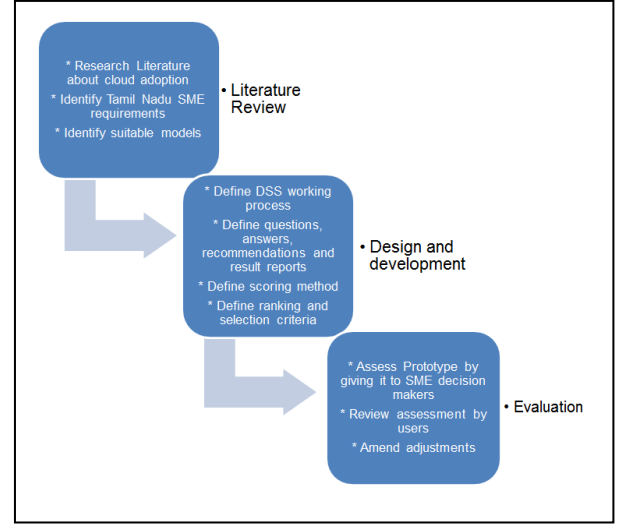 * Research Literature
about cloud adoption
* Identify Tamil Nadu SME
requirements
* Identify suitable models
• Literature
Review
* Define DSS working
process
* Define questions,
answers,
recommendations and
result reports
* Define scoring method
* Define ranking and
selection criteria
• Design and
development
* Assess Prototype by
giving it to SME decision
makers
* Review assessment by
users
* Amend adjustments
• Evaluation